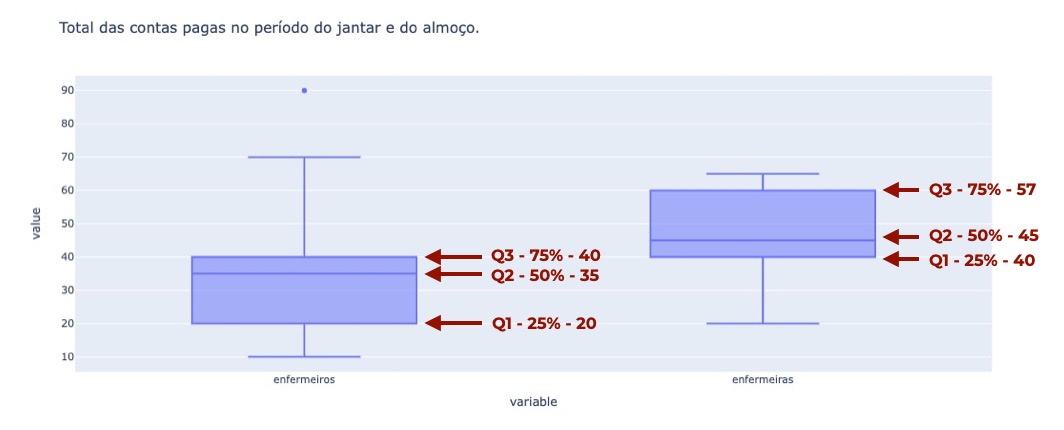 Total das contas pagas no período do jantar e do almoço.
90
80
70
60
50
40
30
20
10
value
Q3 - 75% - 40
Q2 - 50% - 35
Q1 - 25% - 20
Q3 - 75% - 57
Q2 - 50% - 45
Q1 - 25% - 40
enfermeiros
enfermeiras
variable